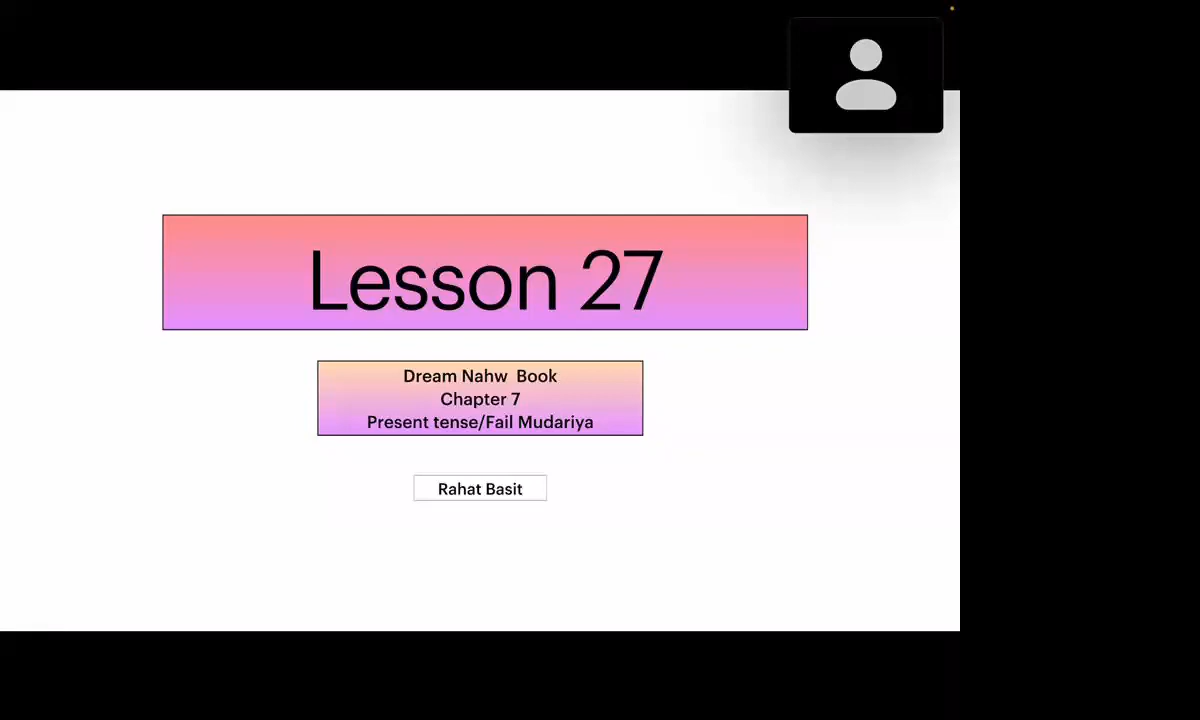 Lesson 27
Dream Nahw Book
Chapter 7
Present tense/Fail Mudariya
Rahat Basit